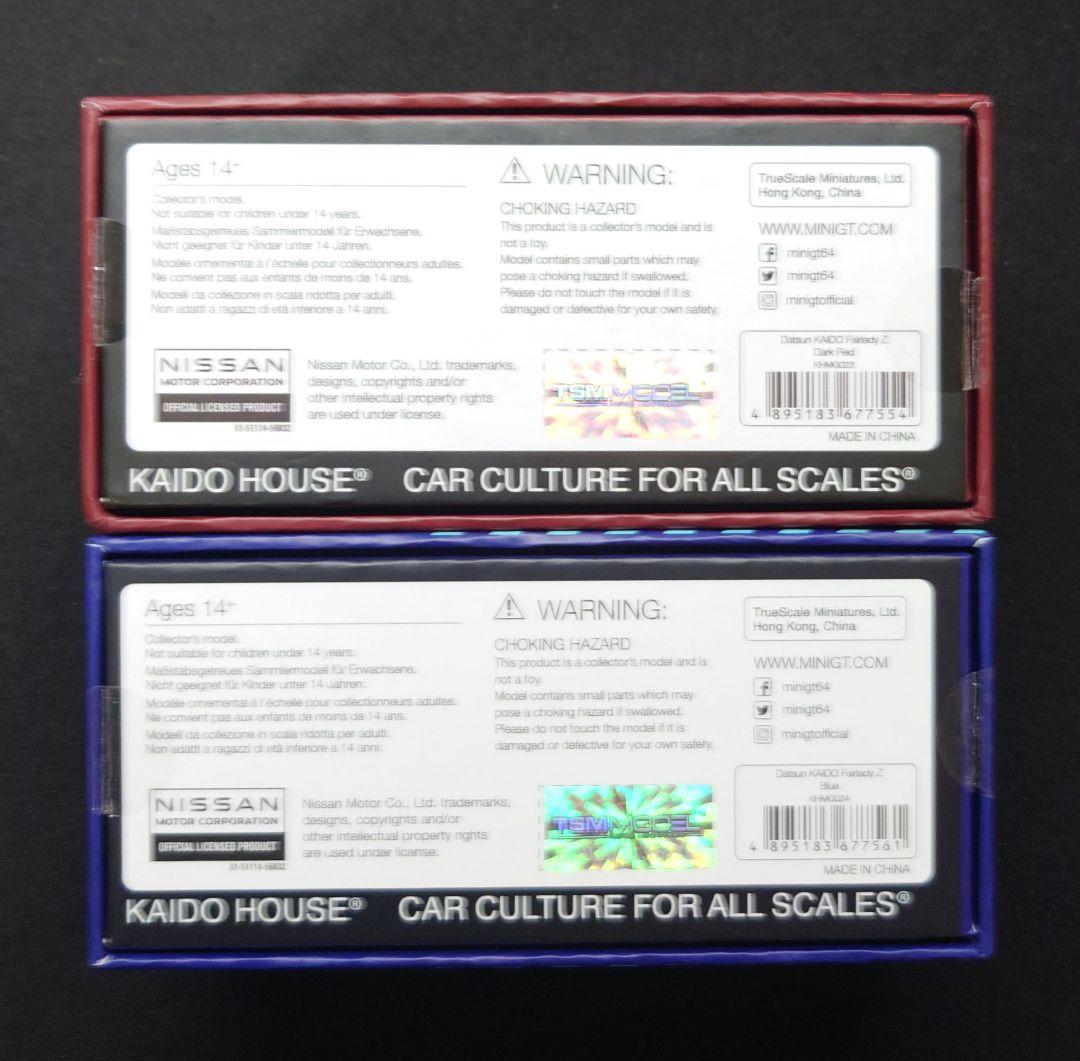 Ages 14+
Collector's model.
Not suitable for children under 14 years.
Maßstabsgetreues Sammlermodell für Erwachsene.
Nicht geeignet für Kinder unter 14 Jahren.
Modèle ornemental à l'échelle pour collectionneurs adultes.
Ne convient pas aux enfants de moins de 14 ans.
Modelli da collezione in scala ridotta per adulti.
Non adatti a ragazzi di età inferiore a 14 anni.
WARNING:
CHOKING HAZARD
This product is a collector's model and is
not a toy.
Model contains small parts which may
pose a choking hazard if swallowed.
Please do not touch the model if it is
damaged or defective for your own safety.
TrueScale Miniatures, Ltd.
Hong Kong, China
WWW.MINIGT.COM
minigt64
minigt64
minigtofficial
NISSAN
MOTOR CORPORATION
OFFICIAL LICENSED PRODUCT
01-51114-56832
Nissan Motor Co., Ltd. trademarks,
designs, copyrights and/or
other intellectual property rights
are used under license.
TSM MODEL
Datsun KAIDO Fairlady Z
Dark Red
KHMG023
4 895183 677554
MADE IN CHINA
KAIDO HOUSE® CAR CULTURE FOR ALL SCALES®
Ages 14+
Collector's model.
Not suitable for children under 14 years.
Maßstabsgetreues Sammlermodell für Erwachsene.
Nicht geeignet für Kinder unter 14 Jahren.
Modèle ornemental à l'échelle pour collectionneurs adultes.
Ne convient pas aux enfants de moins de 14 ans.
Modelli da collezione in scala ridotta per adulti.
Non adatti a ragazzi di età inferiore a 14 anni.
WARNING:
CHOKING HAZARD
This product is a collector's model and is
not a toy.
Model contains small parts which may
pose a choking hazard if swallowed.
Please do not touch the model if it is
damaged or defective for your own safety.
TrueScale Miniatures, Ltd.
Hong Kong, China
WWW.MINIGT.COM
minigt64
minigt64
minigtofficial
NISSAN
MOTOR CORPORATION
OFFICIAL LICENSED PRODUCT
01-51114-56832
Nissan Motor Co., Ltd. trademarks,
designs, copyrights and/or
other intellectual property rights
are used under license.
TSM MODEL
Datsun KAIDO Fairlady Z
Blue
KHMG024
4 895183 677561
MADE IN CHINA
KAIDO HOUSE® CAR CULTURE FOR ALL SCALES®